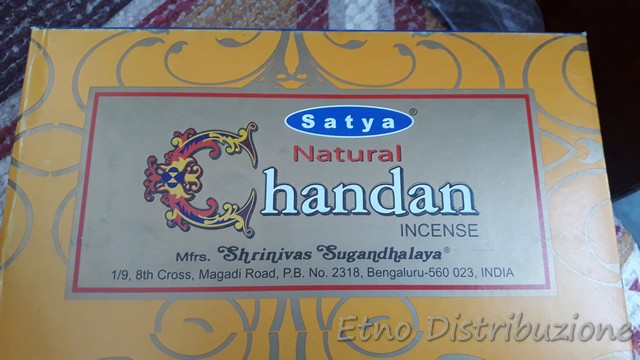 Satya®
Natural
Chandan
INCENSE
Mfrs. Shrinivas Sugandhalaya®
1/9, 8th Cross, Magadi Road, P.B. No. 2318, Bengaluru-560 023, INDIA
Etno Distribuzione